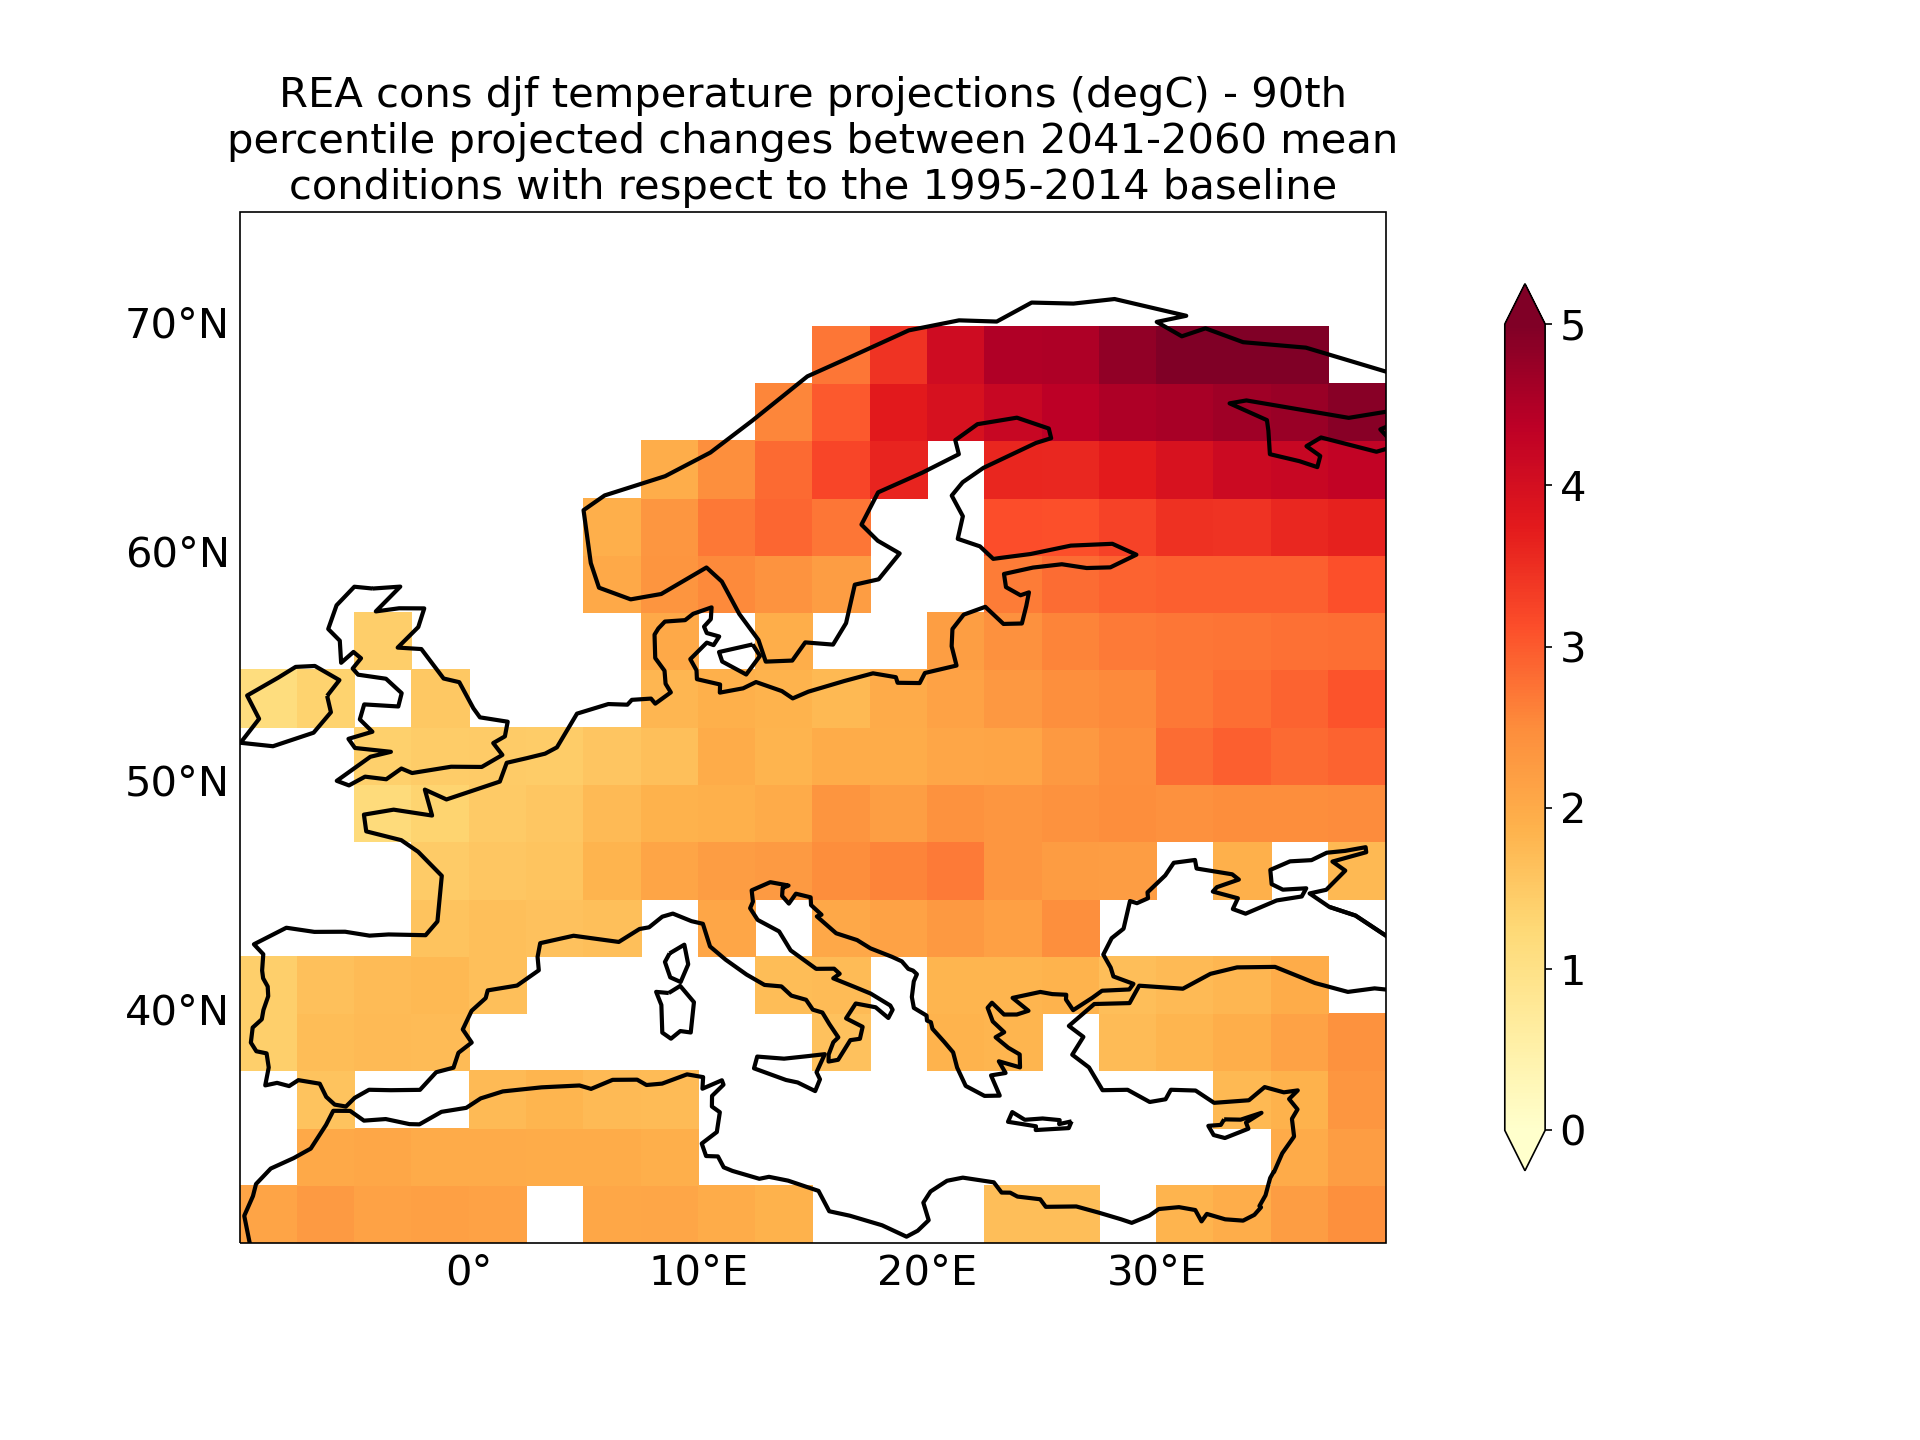 REA cons djf temperature projections (degC) - 90th
percentile projected changes between 2041-2060 mean
conditions with respect to the 1995-2014 baseline
70°N
60°N
50°N
40°N
0°
10°E
20°E
30°E
5
4
3
2
1
0